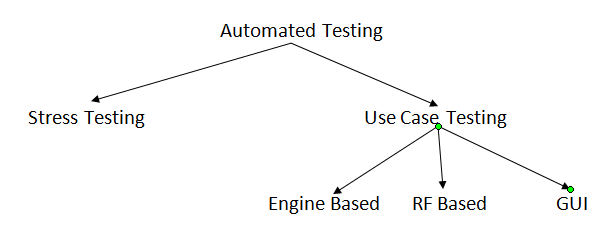 Automated Testing
Stress Testing
Use Case Testing
Engine Based
RF Based
GUI